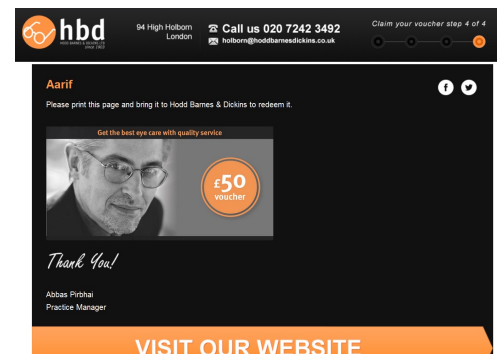 hbd
HODD BARNES & DICKINS LTD
since 1903
94 High Holborn
London
Call us 020 7242 3492
holborn@hoddbarnesdickins.co.uk
Claim your voucher step 4 of 4
Aarif
Please print this page and bring it to Hodd Barnes & Dickins to redeem it.
Get the best eye care with quality service
£50
voucher
Thank You!
Abbas Pirbhai
Practice Manager
VISIT OUR WEBSITE